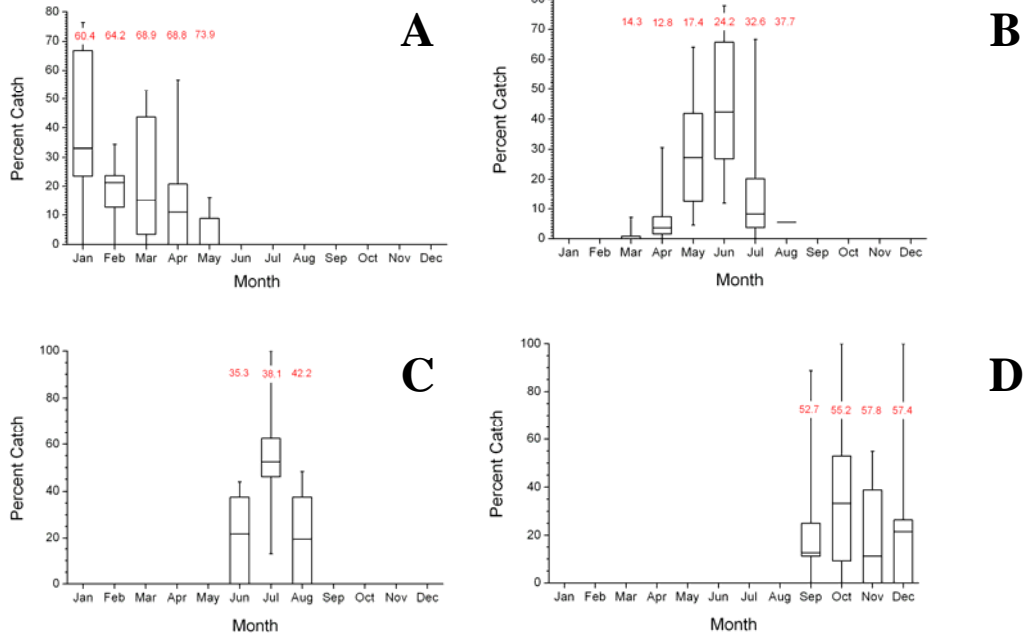 A
80
70
60
50
40
30
20
10
0
Percent Catch
60.4 64.2 68.9 68.8 73.9
Jan Feb Mar Apr May Jun Jul Aug Sep Oct Nov Dec
Month
B
80
70
60
50
40
30
20
10
0
Percent Catch
14.3 12.8 17.4 24.2 32.6 37.7
Jan Feb Mar Apr May Jun Jul Aug Sep Oct Nov Dec
Month
C
100
80
60
40
20
0
Percent Catch
35.3 38.1 42.2
Jan Feb Mar Apr May Jun Jul Aug Sep Oct Nov Dec
Month
D
100
80
60
40
20
0
Percent Catch
52.7 55.2 57.8 57.4
Jan Feb Mar Apr May Jun Jul Aug Sep Oct Nov Dec
Month